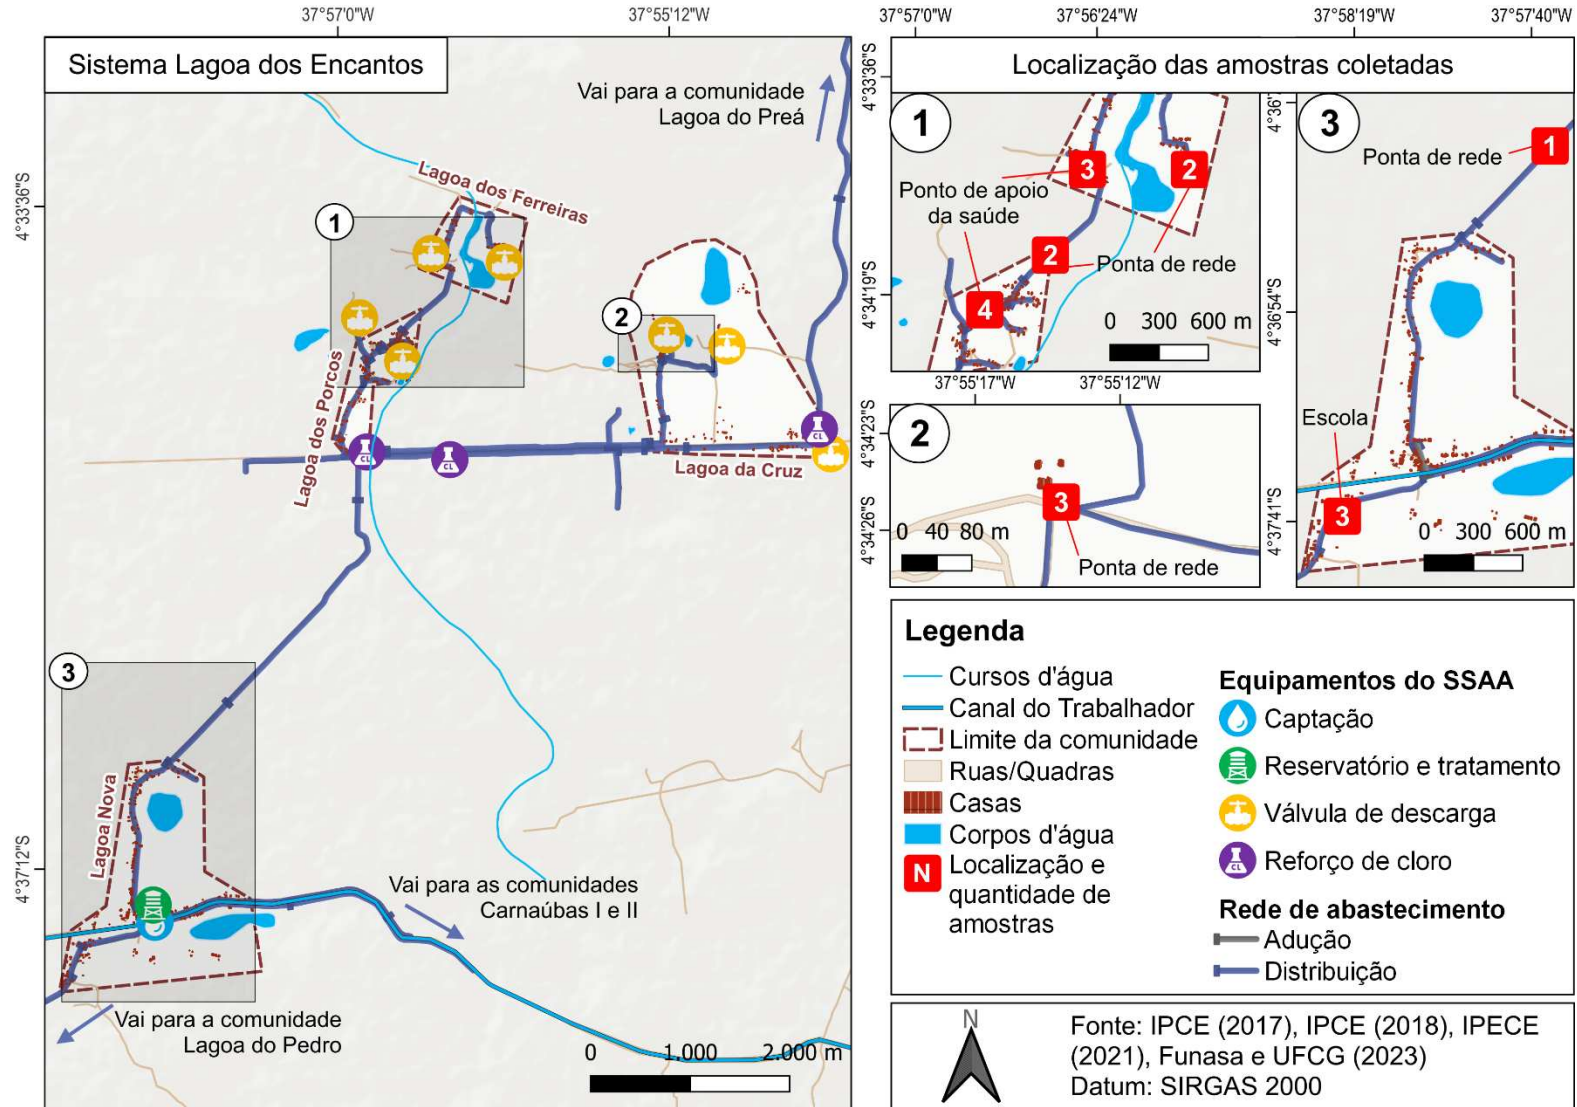 37°57'0"W
37°55'12"W
37°57'0"W
37°56'24"W
37°58'19"W
37°57'40"W
Sistema Lagoa dos Encantos
Localização das amostras coletadas
Vai para a comunidade
Lagoa do Preá
4°33'36"S
4°37'12"S
Lagoa dos Ferreiras
1
2
Lagoa dos Porcos
CL
CL
CL
Lagoa da Cruz
3
Lagoa Nova
Vai para as comunidades
Carnaúbas I e II
Vai para a comunidade
Lagoa do Pedro
0 1.000 2.000 m
4°33'36"S
4°34'19"S
1
3
2
Ponto de apoio
da saúde
2
Ponta de rede
4
0 300 600 m
37°55'17"W
37°55'12"W
4°34'23"S
4°34'26"S
2
3
0 40 80 m
Ponta de rede
4°36'54"S
4°37'41"S
3
1
Ponta de rede
Escola
3
0 300 600 m
Legenda
Cursos d'água
Canal do Trabalhador
Limite da comunidade
Ruas/Quadras
Casas
Corpos d'água
N
Localização e
quantidade de
amostras
Equipamentos do SSAA
Captação
Reservatório e tratamento
Válvula de descarga
CL
Reforço de cloro
Rede de abastecimento
Adução
Distribuição
N
Fonte: IPCE (2017), IPCE (2018), IPECE
(2021), Funasa e UFCG (2023)
Datum: SIRGAS 2000